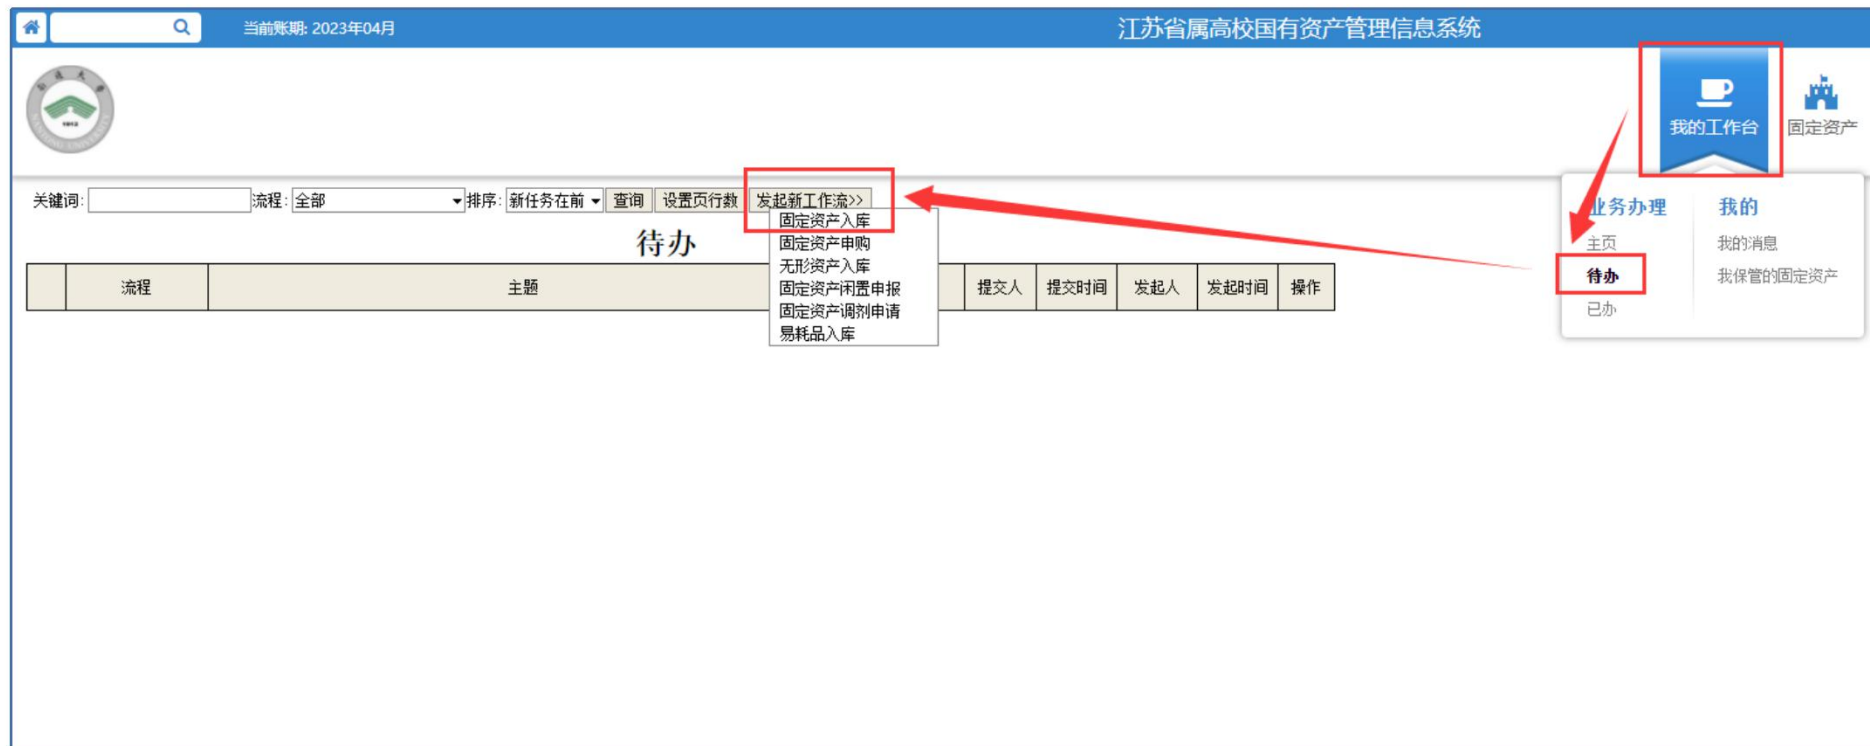 当前账期: 2023年04月
江苏省属高校国有资产管理信息系统
NANTONG UNIVERSITY
我的工作台
固定资产
关键词:
流程: 全部
排序: 新任务在前
查询
设置页行数
发起新工作流>>
固定资产入库
固定资产申购
无形资产入库
固定资产闲置申报
固定资产调剂申请
易耗品入库
待办
流程 主题 提交人 提交时间 发起人 发起时间 操作
业务办理
主页
待办
已办
我的
我的消息
我保管的固定资产